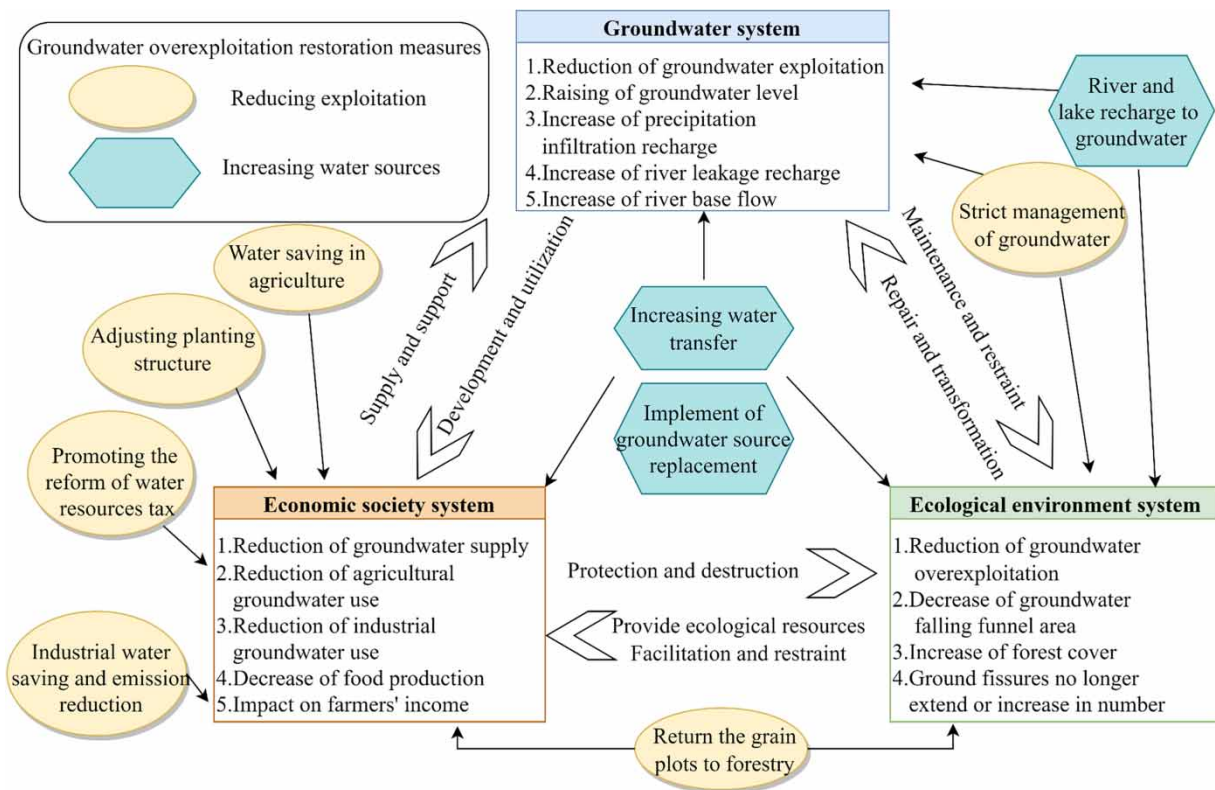 Groundwater overexploitation restoration measures
Reducing exploitation
Increasing water sources
Groundwater system
1.Reduction of groundwater exploitation
2.Raising of groundwater level
3.Increase of precipitation
infiltration recharge
4.Increase of river leakage recharge
5.Increase of river base flow
River and
lake recharge to
groundwater
Strict management
of groundwater
Water saving in
agriculture
Adjusting planting
structure
Promoting the
reform of water
resources tax
Industrial water
saving and emission
reduction
Supply and support
Development and utilization
Increasing water
transfer
Implement of
groundwater source
replacement
Maintenance and restraint
Repair and transformation
Economic society system
1.Reduction of groundwater supply
2.Reduction of agricultural
groundwater use
3.Reduction of industrial
groundwater use
4.Decrease of food production
5.Impact on farmers' income
Protection and destruction
Provide ecological resources
Facilitation and restraint
Ecological environment system
1.Reduction of groundwater
overexploitation
2.Decrease of groundwater
falling funnel area
3.Increase of forest cover
4.Ground fissures no longer
extend or increase in number
Return the grain
plots to forestry